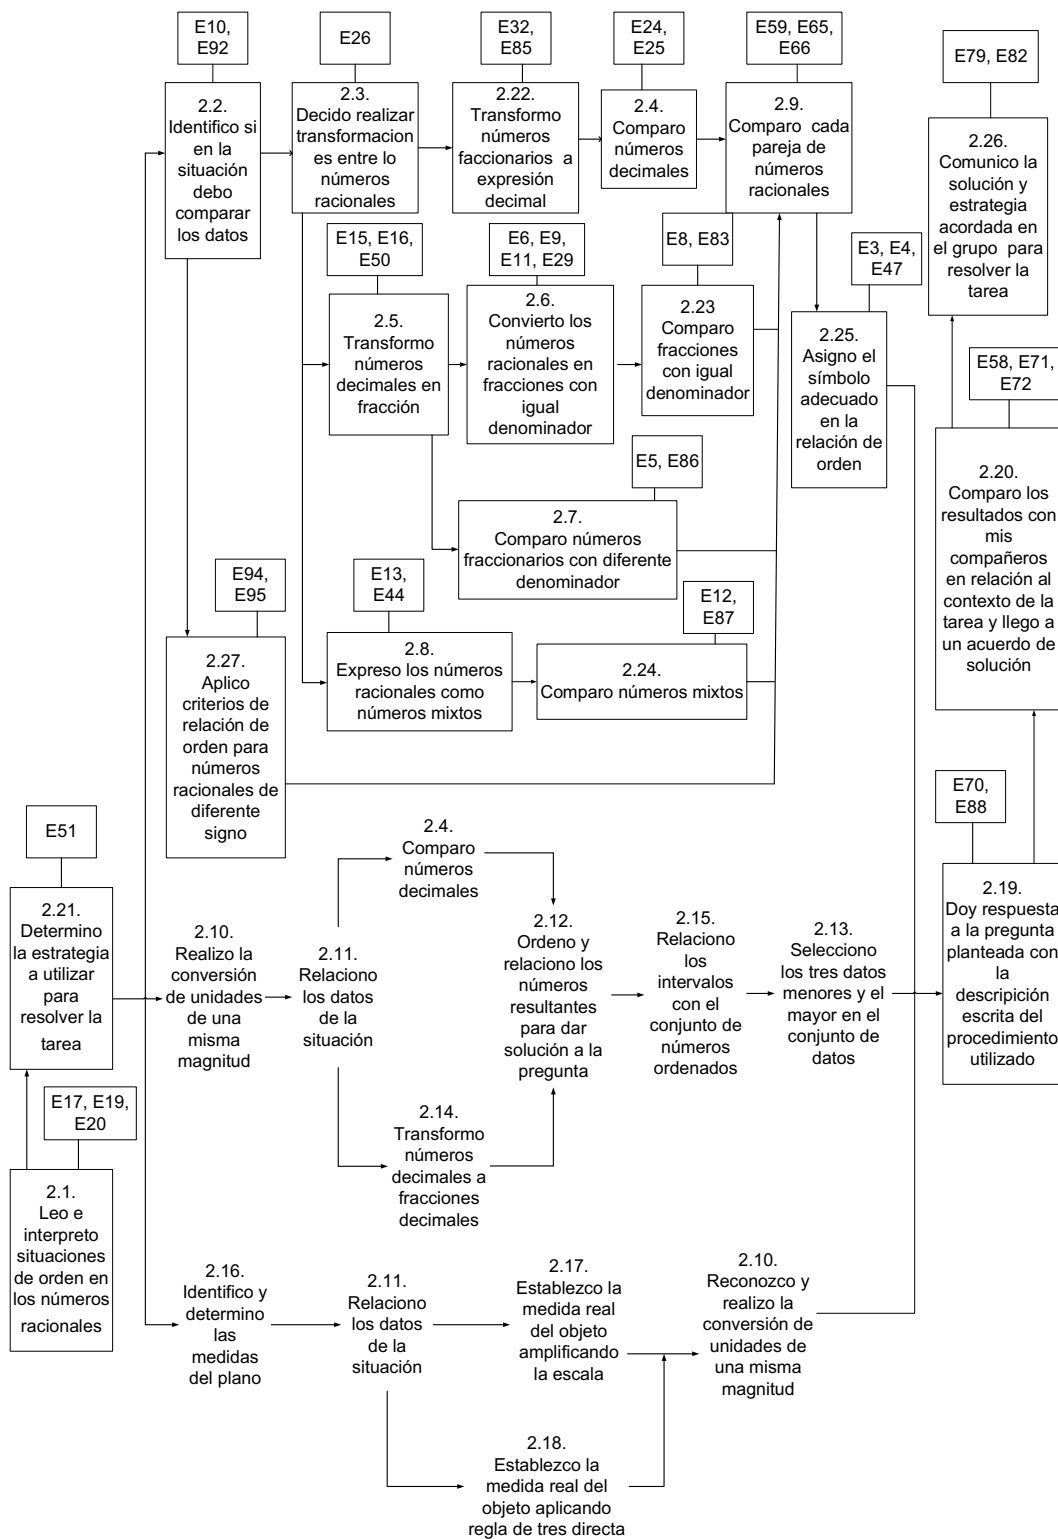 E10,
E92
E26
E32,
E85
E24,
E25
E59, E65,
E66
E79, E82
2.2.
Identifico si
en la
situación
debo
comparar
los datos
2.3.
Decido realizar
transformacion
es entre lo
números
racionales
2.22.
Transformo
números
faccionarios a
expresión
decimal
2.4.
Comparo
números
decimales
2.9.
Comparo cada
pareja de
números
racionales
2.26.
Comunico la
solución y
estrategia
acordada en
el grupo para
resolver la
tarea
E15, E16,
E50
E6, E9,
E11, E29
E8, E83
E3, E4,
E47
2.5.
Transformo
números
decimales en
fracción
2.6.
Convierto los
números
racionales en
fracciones con
igual
denominador
2.23
Comparo
fracciones
con igual
denominador
2.25.
Asigno el
símbolo
adecuado
en la
relación de
orden
E58, E71,
E72
E5, E86
2.7.
Comparo números
fraccionarios con diferente
denominador
2.20.
Comparo los
resultados con
mis
compañeros
en relación al
contexto de la
tarea y llego a
un acuerdo de
solución
E94,
E95
E13,
E44
E12,
E87
2.27.
Aplico
criterios de
relación de
orden para
números
racionales de
diferente
signo
2.8.
Expreso los números
racionales como
números mixtos
2.24.
Comparo números mixtos
E70,
E88
E51
2.21.
Determino
la estrategia
a utilizar
para
resolver la
tarea
2.10.
Realizo la
conversión
de unidades
de una
misma
magnitud
2.11.
Relaciono
los datos
de la
situación
2.4.
Comparo
números
decimales
2.12.
Ordeno y
relaciono los
números
resultantes
para dar
solución a la
pregunta
2.15.
Relaciono
los
intervalos
con el
conjunto de
números
ordenados
2.13.
Selecciono
los tres datos
menores y el
mayor en el
conjunto de
datos
2.19.
Doy respuesta
a la pregunta
planteada con
la
descripición
escrita del
procedimiento
utilizado
2.14.
Transformo
números
decimales a
fracciones
decimales
E17, E19,
E20
2.1.
Leo e
interpreto
situaciones
de orden en
los números
racionales
2.16.
Identifico y
determino
las
medidas
del plano
2.11.
Relaciono
los datos
de la
situación
2.17.
Establezco la
medida real
del objeto
amplificando
la escala
2.10.
Reconozco y
realizo la
conversión de
unidades de
una misma
magnitud
2.18.
Establezco la
medida real del
objeto aplicando
regla de tres directa